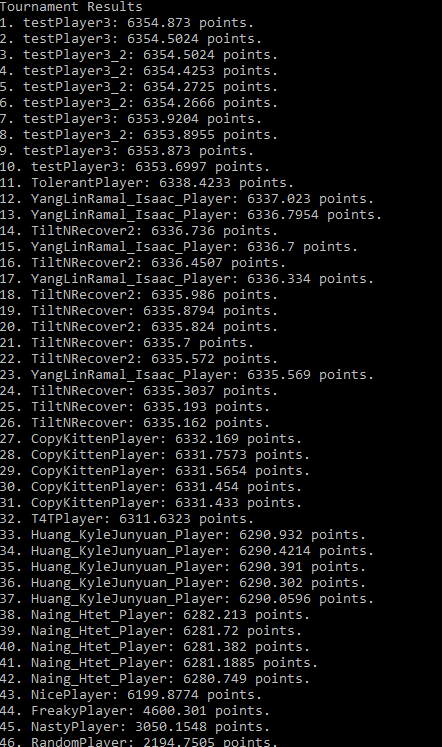 Tournament Results
1. testPlayer3: 6354.873 points.
2. testPlayer3: 6354.5024 points.
3. testPlayer3_2: 6354.5024 points.
4. testPlayer3_2: 6354.4253 points.
5. testPlayer3_2: 6354.2725 points.
6. testPlayer3_2: 6354.2666 points.
7. testPlayer3: 6353.9204 points.
8. testPlayer3_2: 6353.8955 points.
9. testPlayer3: 6353.873 points.
10. testPlayer3: 6353.6997 points.
11. TolerantPlayer: 6338.4233 points.
12. YangLinRamal_Isaac_Player: 6337.023 points.
13. YangLinRamal_Isaac_Player: 6336.7954 points.
14. TiltNRecover2: 6336.736 points.
15. YangLinRamal_Isaac_Player: 6336.7 points.
16. TiltNRecover2: 6336.4507 points.
17. YangLinRamal_Isaac_Player: 6336.334 points.
18. TiltNRecover2: 6335.986 points.
19. TiltNRecover: 6335.8794 points.
20. TiltNRecover2: 6335.824 points.
21. TiltNRecover: 6335.7 points.
22. TiltNRecover2: 6335.572 points.
23. YangLinRamal_Isaac_Player: 6335.569 points.
24. TiltNRecover: 6335.3037 points.
25. TiltNRecover: 6335.193 points.
26. TiltNRecover: 6335.162 points.
27. CopyKittenPlayer: 6332.169 points.
28. CopyKittenPlayer: 6331.7573 points.
29. CopyKittenPlayer: 6331.5654 points.
30. CopyKittenPlayer: 6331.454 points.
31. CopyKittenPlayer: 6331.433 points.
32. T4TPlayer: 6311.6323 points.
33. Huang_KyleJunyuan_Player: 6290.932 points.
34. Huang_KyleJunyuan_Player: 6290.4214 points.
35. Huang_KyleJunyuan_Player: 6290.391 points.
36. Huang_KyleJunyuan_Player: 6290.302 points.
37. Huang_KyleJunyuan_Player: 6290.0596 points.
38. Naing_Htet_Player: 6282.213 points.
39. Naing_Htet_Player: 6281.72 points.
40. Naing_Htet_Player: 6281.382 points.
41. Naing_Htet_Player: 6281.1885 points.
42. Naing_Htet_Player: 6280.749 points.
43. NicePlayer: 6199.8774 points.
44. FreakyPlayer: 4600.301 points.
45. NastyPlayer: 3050.1548 points.
46. RandomPlayer: 2194.7505 points.